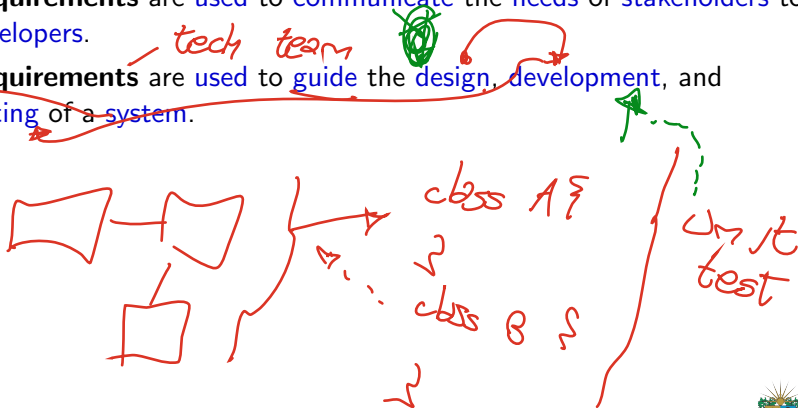 quirements are used to communicate the needs of stakeholders to
elopers.
tech team
quirements are used to guide the design, development, and
ting of a system.
class A {
}
class B {
}
Unit
test